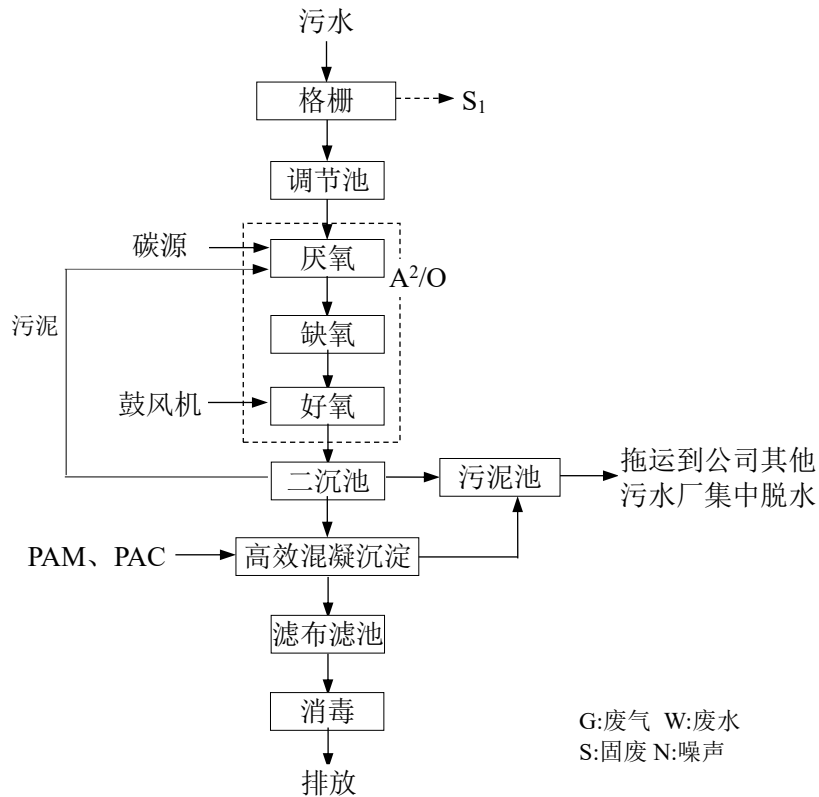 污水
格栅
S₁
调节池
碳源
厌氧
A²/O
污泥
缺氧
鼓风机
好氧
二沉池
污泥池
拖运到公司其他
污水厂集中脱水
PAM、PAC
高效混凝沉淀
滤布滤池
消毒
G:废气 W:废水
S:固废 N:噪声
排放